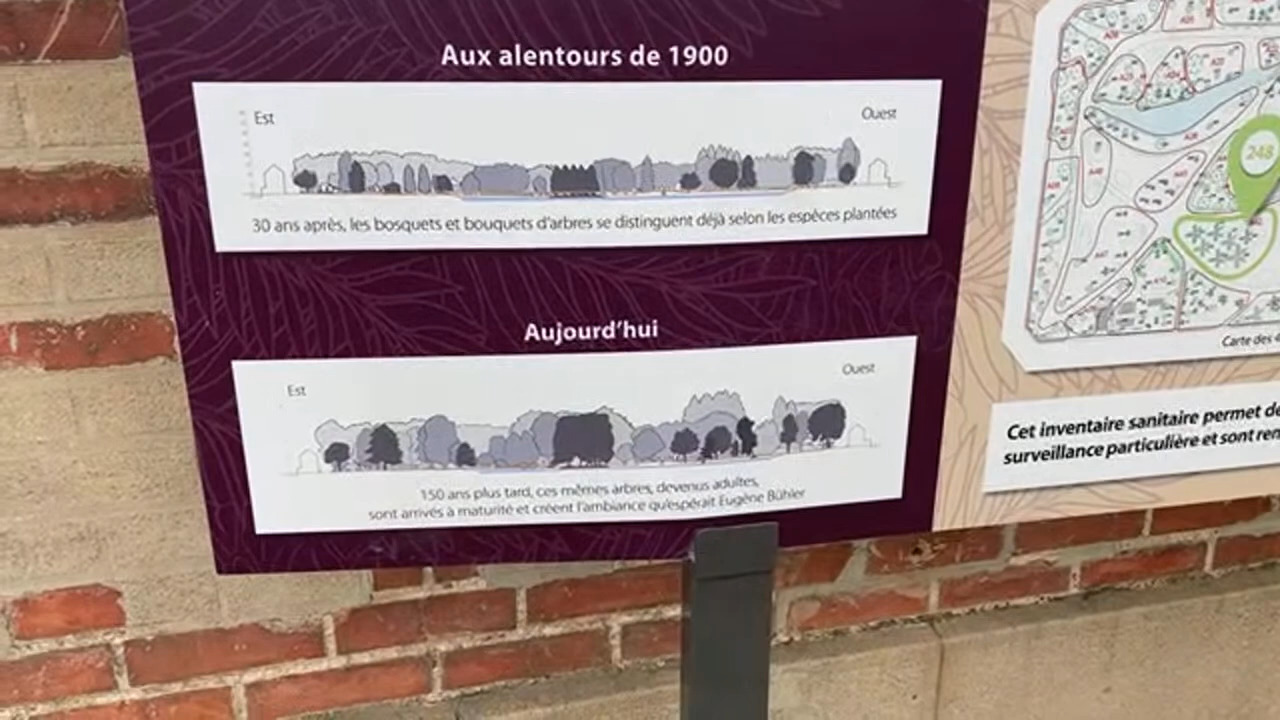 Aux alentours de 1900
Est
Ouest
30 ans après, les bosquets et bouquets d'arbres se distinguent déjà selon les espèces plantées
Aujourd'hui
Est
Ouest
150 ans plus tard, ces mêmes arbres, devenus adultes,
sont arrivés à maturité et créent l'ambiance qu'espérait Eugène Bühler
248
Carte des
Cet inventaire sanitaire permet de
surveillance particulière et sont